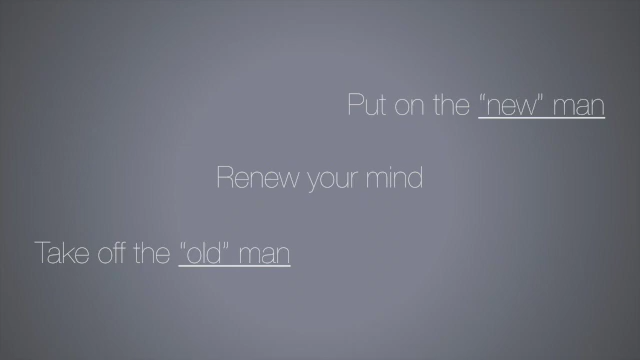 Put on the “new” man
Renew your mind
Take off the “old” man